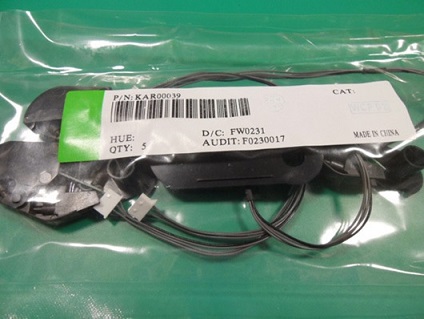 P/N: KAR00039
CAT:
HUE:
D/C: FW0231
QTY: 5
AUDIT: F0230017
MADE IN CHINA